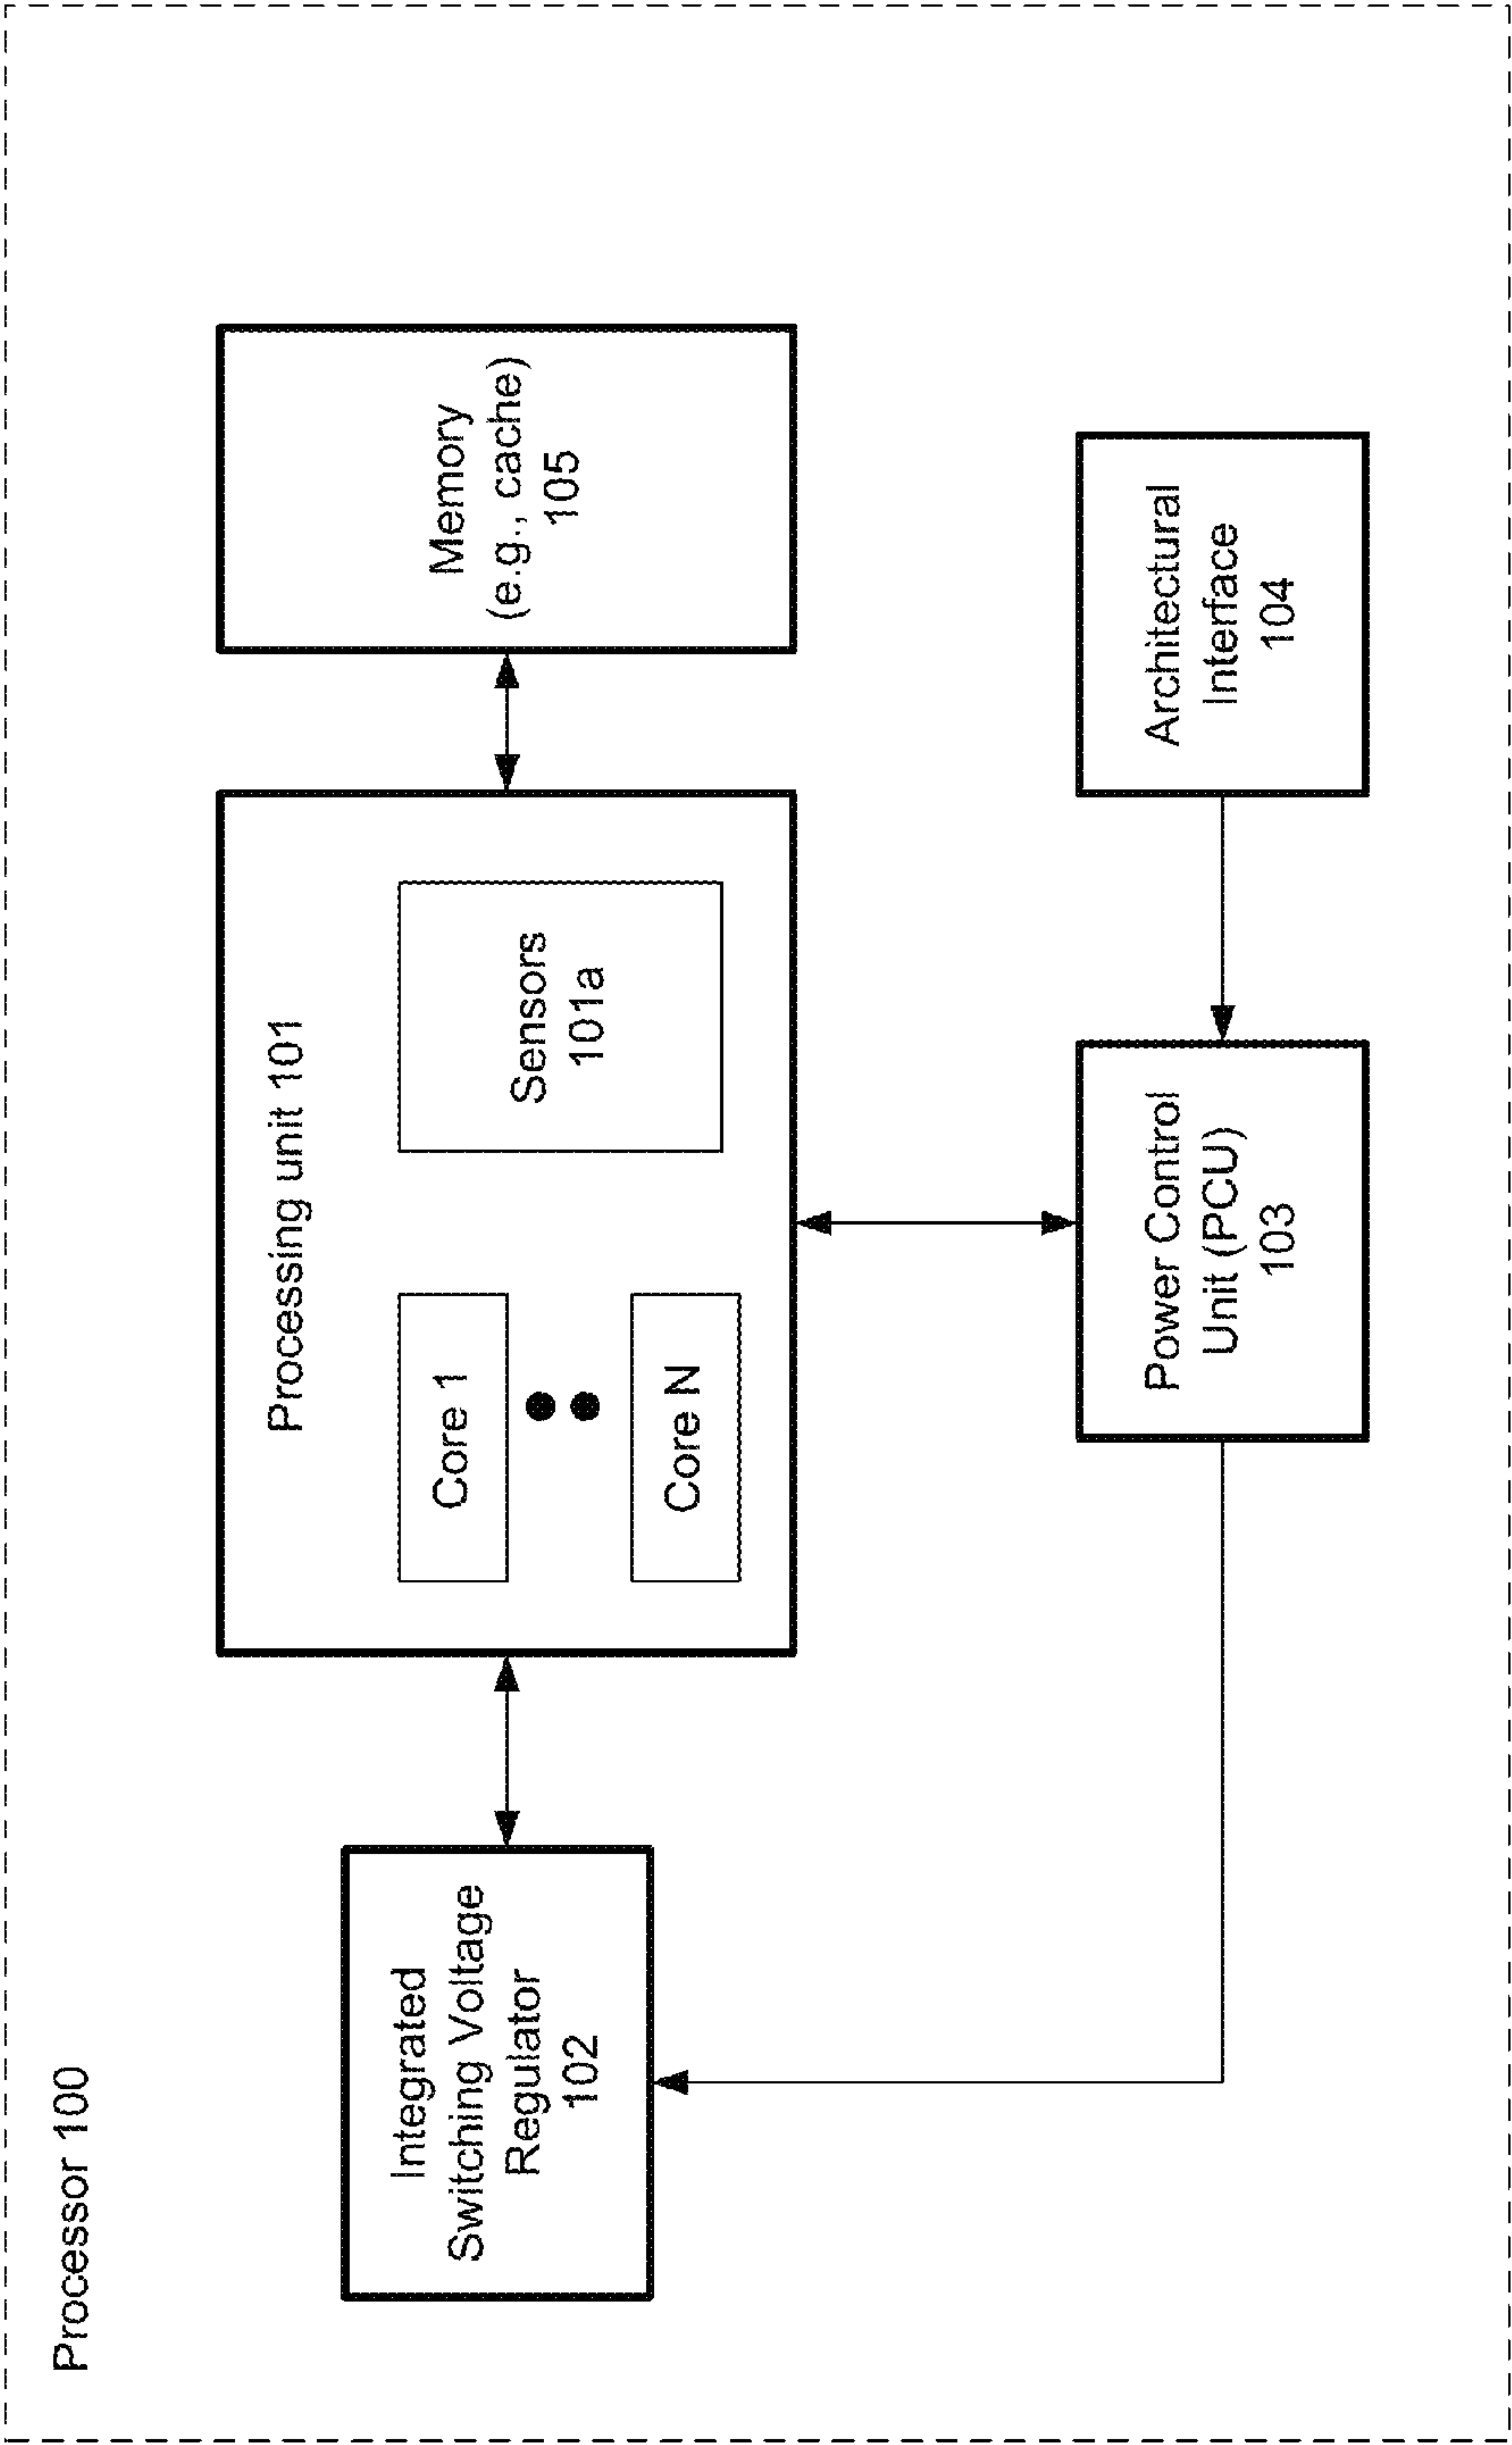 Processor 100
Integrated
Switching Voltage
Regulator
102
Processing unit 101
Core 1
Core N
Sensors
101a
Memory
(e.g., cache)
105
Power Control
Unit (PCU)
103
Architectural
Interface
104